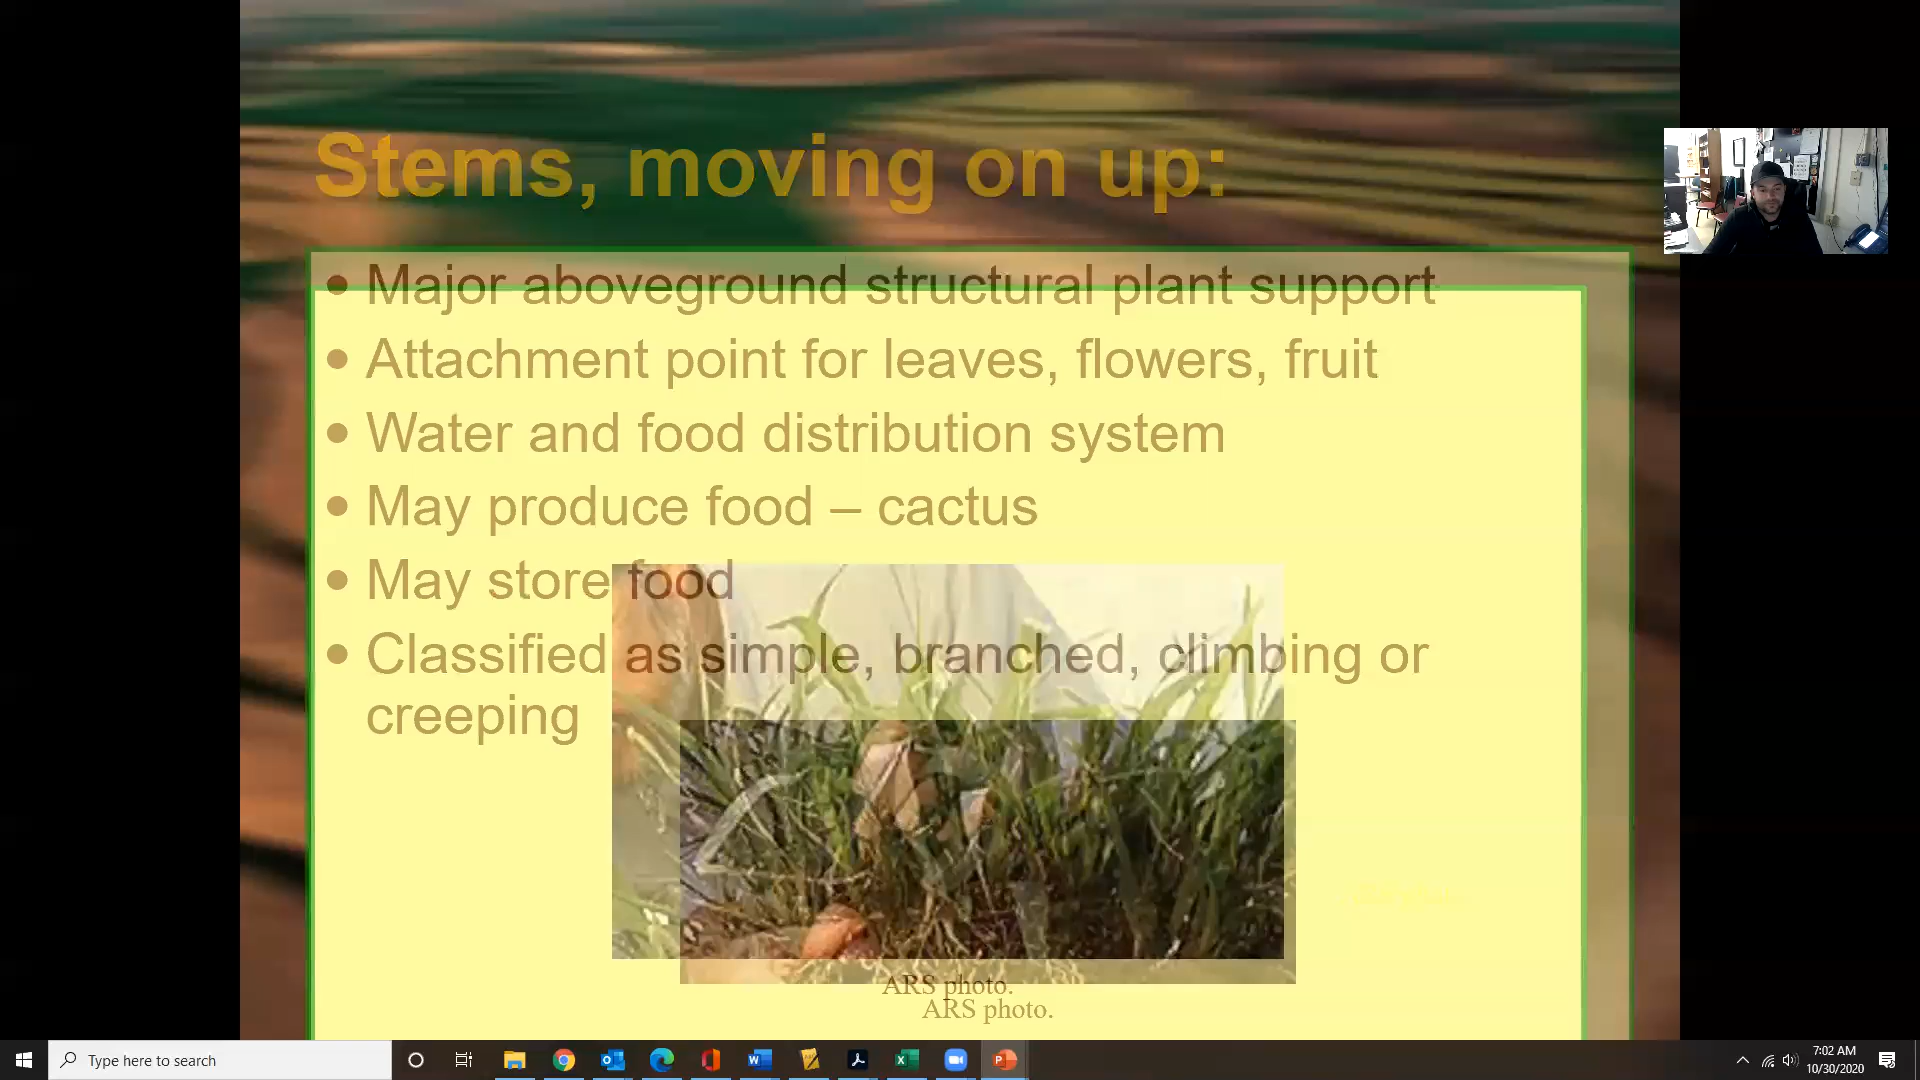 Stems, moving on up:
• Major aboveground structural plant support
• Attachment point for leaves, flowers, fruit
• Water and food distribution system
• May produce food – cactus
• May store food
• Classified as simple, branched, climbing or
creeping
ARS photo.
ARS photo.
Type here to search
7:02 AM
10/30/2020